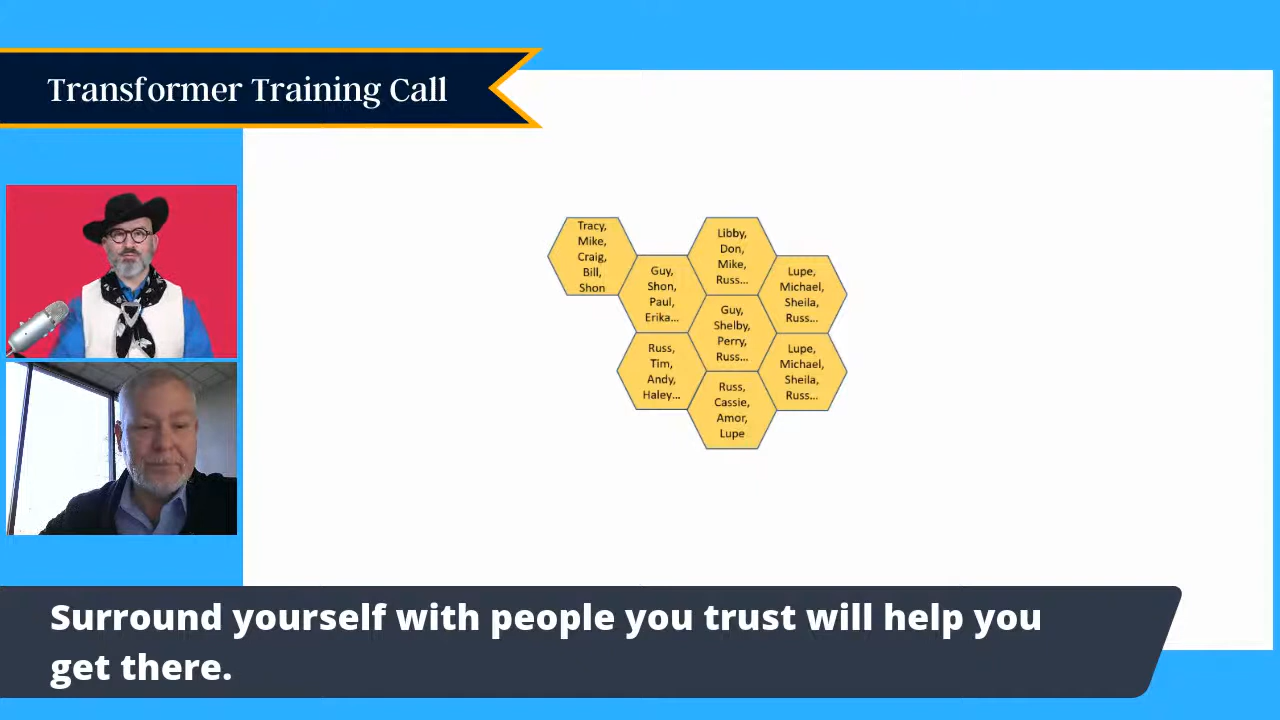 Transformer Training Call
Tracy,
Mike,
Craig,
Bill,
Shon
Guy,
Shon,
Paul,
Erika...
Libby,
Don,
Mike,
Russ...
Lupe,
Michael,
Sheila,
Russ...
Guy,
Shelby,
Perry,
Russ...
Russ,
Tim,
Andy,
Haley...
Lupe,
Michael,
Sheila,
Russ...
Russ,
Cassie,
Amor,
Lupe
Surround yourself with people you trust will help you
get there.